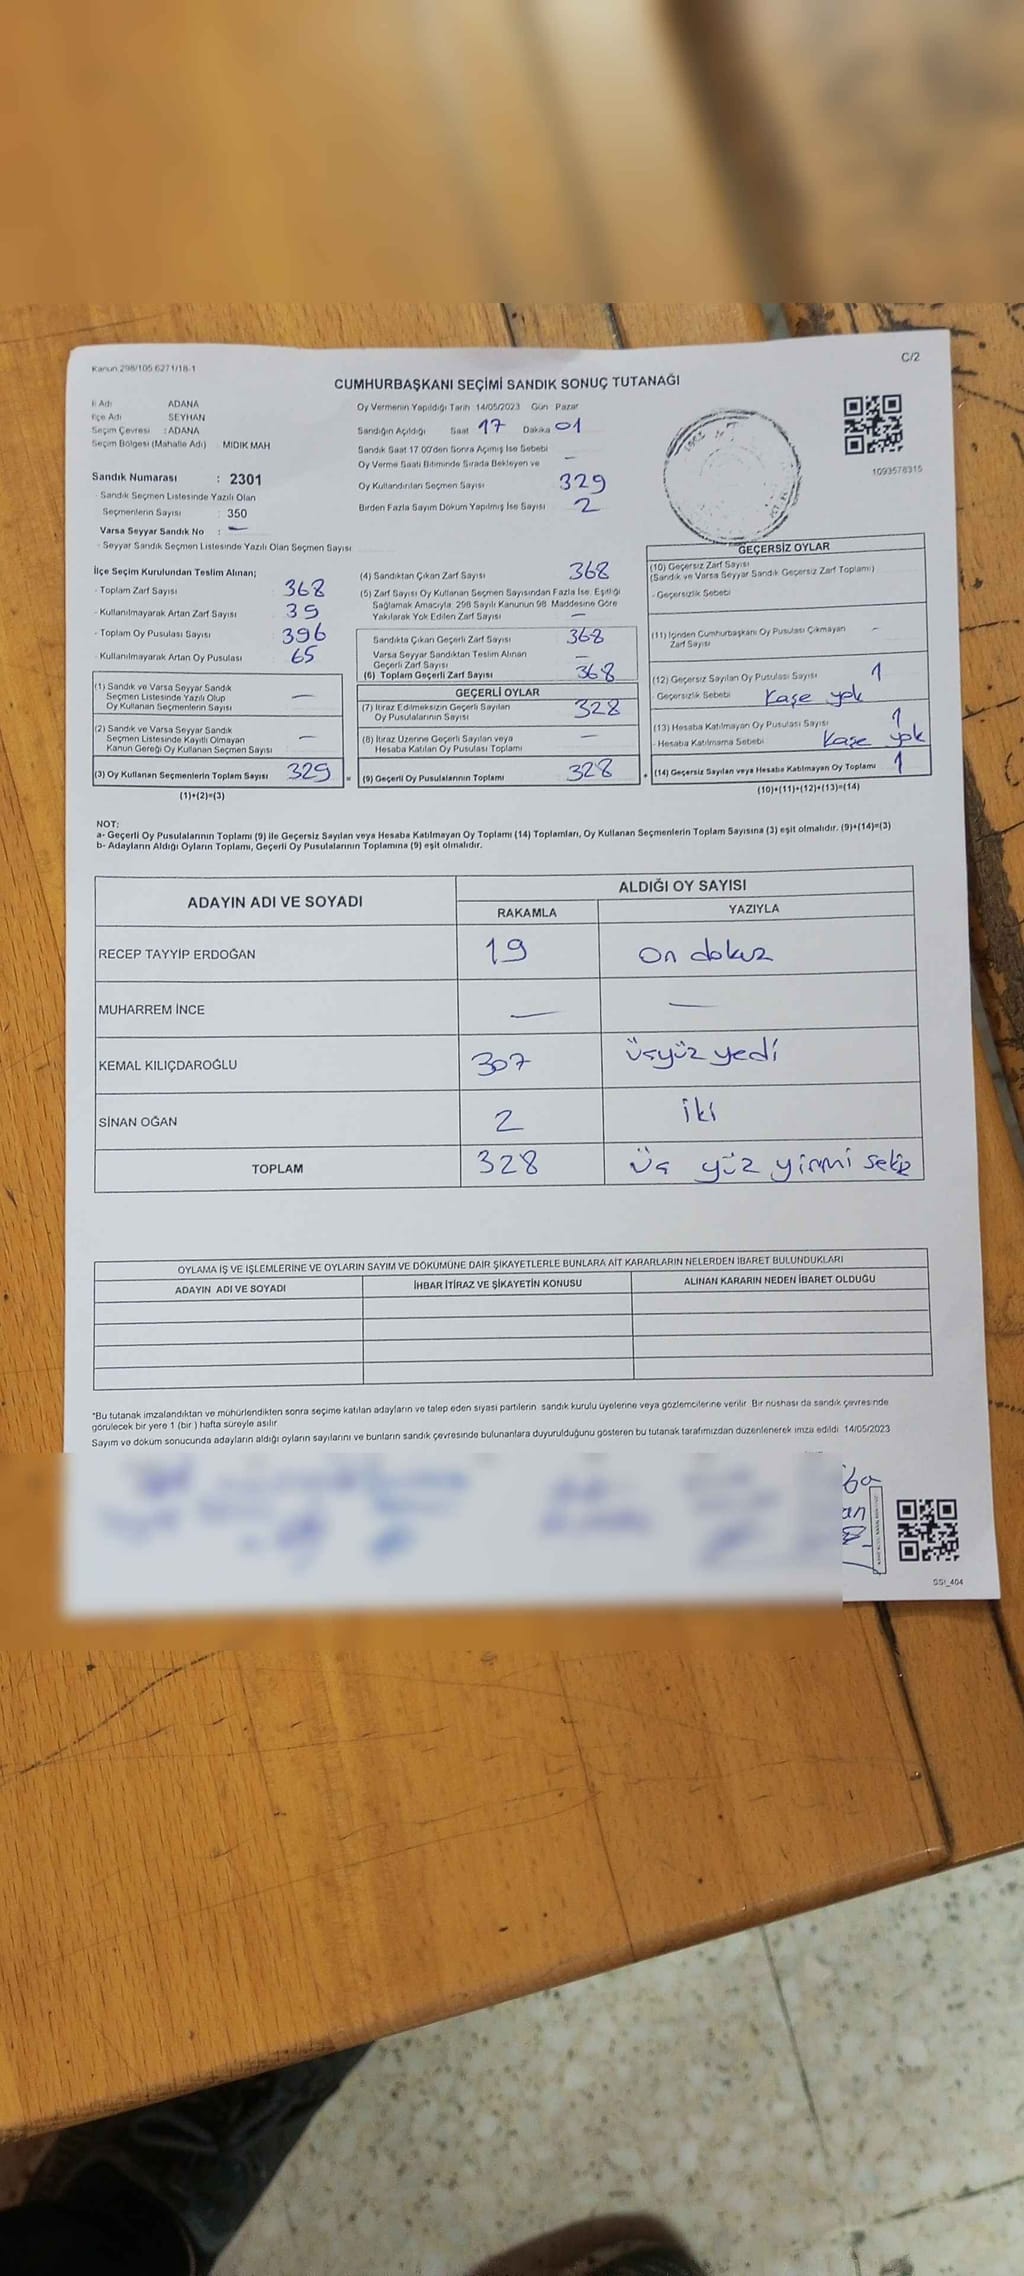 Kanun 298/105 6271/18-1
C/2
CUMHURBAŞKANI SEÇİMİ SANDIK SONUÇ TUTANAĞI
İl Adı ADANA
İlçe Adı SEYHAN
Seçim Çevresi : ADANA
Seçim Bölgesi (Mahalle Adı) MIDIK MAH
Sandık Numarası : 2301
- Sandık Seçmen Listesinde Yazılı Olan
Seçmenlerin Sayısı : 350
Varsa Seyyar Sandık No : —
- Seyyar Sandık Seçmen Listesinde Yazılı Olan Seçmen Sayısı
Oy Vermenin Yapıldığı Tarih 14/05/2023 Gün Pazar
Sandığın Açıldığı Saat 17 Dakika 01
Sandık Saat 17 00'den Sonra Açımış İse Sebebi —
Oy Verme Saati Bitiminde Sırada Bekleyen ve
Oy Kullandırılan Seçmen Sayısı 329
Birden Fazla Sayım Döküm Yapılmış İse Sayısı 2
1093578315
İlçe Seçim Kurulundan Teslim Alınan;
- Toplam Zarf Sayısı 368
- Kullanılmayarak Artan Zarf Sayısı 39
- Toplam Oy Pusulası Sayısı 396
- Kullanılmayarak Artan Oy Pusulası 65
(1) Sandık ve Varsa Seyyar Sandık
Seçmen Listesinde Yazılı Olup
Oy Kullanan Seçmenlerin Sayısı —
(2) Sandık ve Varsa Seyyar Sandık
Seçmen Listesinde Kayıtlı Olmayan
Kanun Gereği Oy Kullanan Seçmen Sayısı —
(3) Oy Kullanan Seçmenlerin Toplam Sayısı 329 =
(1)+(2)=(3)
(4) Sandıktan Çıkan Zarf Sayısı 368
(5) Zarf Sayısı Oy Kullanan Seçmen Sayısından Fazla İse, Eşitliği
Sağlamak Amacıyla, 298 Sayılı Kanunun 98. Maddesine Göre
Yakılarak Yok Edilen Zarf Sayısı —
Sandıkta Çıkan Geçerli Zarf Sayısı 368
Varsa Seyyar Sandıktan Teslim Alınan
Geçerli Zarf Sayısı —
(6) Toplam Geçerli Zarf Sayısı 368
GEÇERLİ OYLAR
(7) İtiraz Edilmeksizin Geçerli Sayılan
Oy Pusulalarının Sayısı 328
(8) İtiraz Üzerine Geçerli Sayılan veya
Hesaba Katılan Oy Pusulası Toplamı —
(9) Geçerli Oy Pusulalarının Toplamı 328
GEÇERSİZ OYLAR
(10) Geçersiz Zarf Sayısı
(Sandık ve Varsa Seyyar Sandık Geçersiz Zarf Toplamı)
- Geçersizlik Sebebi
(11) İçinden Cumhurbaşkanı Oy Pusulası Çıkmayan
Zarf Sayısı -
(12) Geçersiz Sayılan Oy Pusulası Sayısı 1
- Geçersizlik Sebebi Kaşe yok
(13) Hesaba Katılmayan Oy Pusulası Sayısı 1
- Hesaba Katılmama Sebebi Kaşe yok
(14) Geçersiz Sayılan veya Hesaba Katılmayan Oy Toplamı 1
(10)+(11)+(12)+(13)=(14)
NOT:
a- Geçerli Oy Pusulalarının Toplamı (9) ile Geçersiz Sayılan veya Hesaba Katılmayan Oy Toplamı (14) Toplamları, Oy Kullanan Seçmenlerin Toplam Sayısına (3) eşit olmalıdır. (9)+(14)=(3)
b- Adayların Aldığı Oyların Toplamı, Geçerli Oy Pusulalarının Toplamına (9) eşit olmalıdır.
ADAYIN ADI VE SOYADI ALDIĞI OY SAYISI
RAKAMLA YAZIYLA
RECEP TAYYİP ERDOĞAN 19 on dokuz
MUHARREM İNCE — —
KEMAL KILIÇDAROĞLU 307 üçyüz yedi
SİNAN OĞAN 2 iki
TOPLAM 328 üç yüz yirmi sekiz
OYLAMA İŞ VE İŞLEMLERİNE VE OYLARIN SAYIM VE DÖKÜMÜNE DAİR ŞİKAYETLERLE BUNLARA AİT KARARLARIN NELERDEN İBARET BULUNDUKLARI
ADAYIN ADI VE SOYADI İHBAR İTİRAZ VE ŞİKAYETİN KONUSU ALINAN KARARIN NEDEN İBARET OLDUĞU
*Bu tutanak imzalandıktan ve mühürlendikten sonra seçime katılan adayların ve talep eden siyasi partilerin sandık kurulu üyelerine veya gözlemcilerine verilir. Bir nüshası da sandık çevresinde
görülecek bir yere 1 (bir ) hafta süreyle asılır.
Sayım ve döküm sonucunda adayların aldığı oyların sayılarını ve bunların sandık çevresinde bulunanlara duyurulduğunu gösteren bu tutanak tarafımızdan düzenlenerek imza edildi 14/05/2023
SSI_404